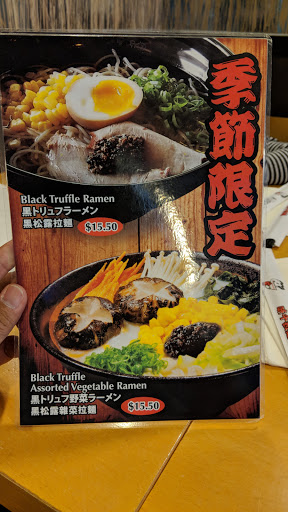 季節限定
Black Truffle Ramen
黒トリュフラーメン
黑松露拉麵 $15.50
Black Truffle
Assorted Vegetable Ramen
黒トリュフ野菜ラーメン
黑松露雜菜拉麵 $15.50